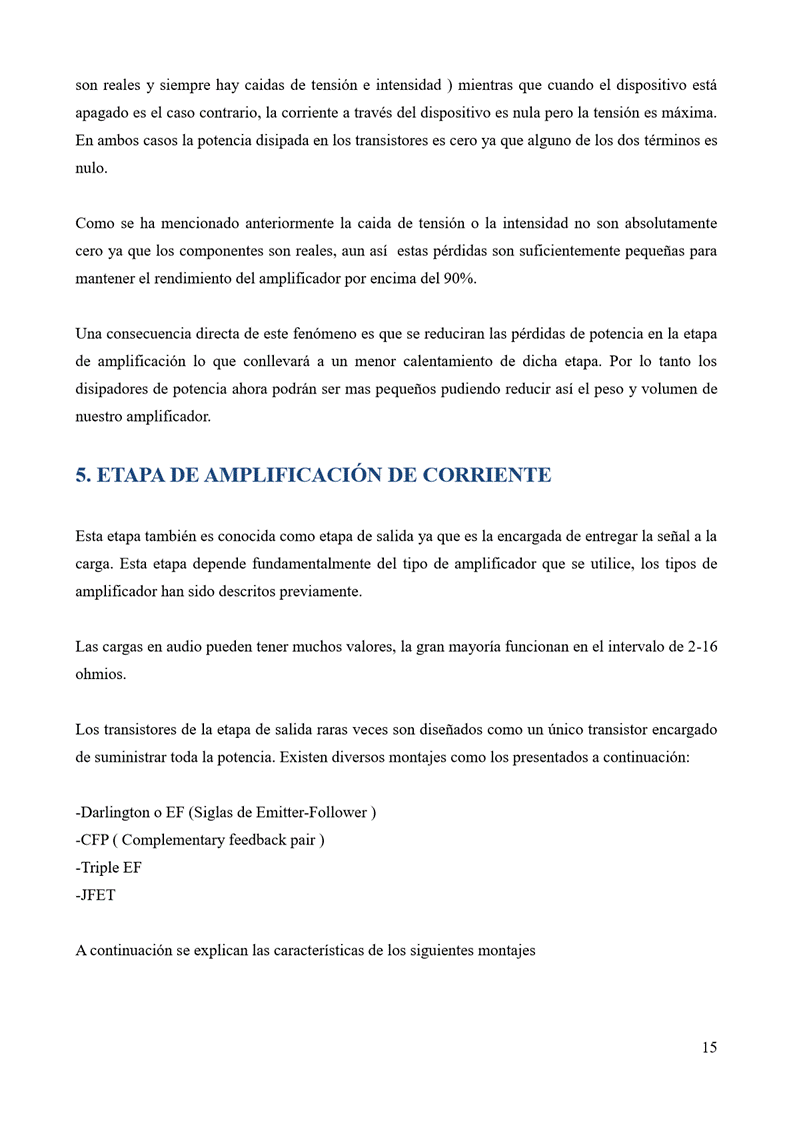 son reales y siempre hay caidas de tensión e intensidad ) mientras que cuando el dispositivo está
apagado es el caso contrario, la corriente a través del dispositivo es nula pero la tensión es máxima.
En ambos casos la potencia disipada en los transistores es cero ya que alguno de los dos términos es
nulo.
Como se ha mencionado anteriormente la caida de tensión o la intensidad no son absolutamente
cero ya que los componentes son reales, aun así  estas pérdidas son suficientemente pequeñas para
mantener el rendimiento del amplificador por encima del 90%.
Una consecuencia directa de este fenómeno es que se reduciran las pérdidas de potencia en la etapa
de amplificación lo que conllevará a un menor calentamiento de dicha etapa. Por lo tanto los
disipadores de potencia ahora podrán ser mas pequeños pudiendo reducir así el peso y volumen de
nuestro amplificador.
5. ETAPA DE AMPLIFICACIÓN DE CORRIENTE
Esta etapa también es conocida como etapa de salida ya que es la encargada de entregar la señal a la
carga. Esta etapa depende fundamentalmente del tipo de amplificador que se utilice, los tipos de
amplificador han sido descritos previamente.
Las cargas en audio pueden tener muchos valores, la gran mayoría funcionan en el intervalo de 2-16
ohmios.
Los transistores de la etapa de salida raras veces son diseñados como un único transistor encargado
de suministrar toda la potencia. Existen diversos montajes como los presentados a continuación:
-Darlington o EF (Siglas de Emitter-Follower )
-CFP ( Complementary feedback pair )
-Triple EF
-JFET
A continuación se explican las características de los siguientes montajes
15